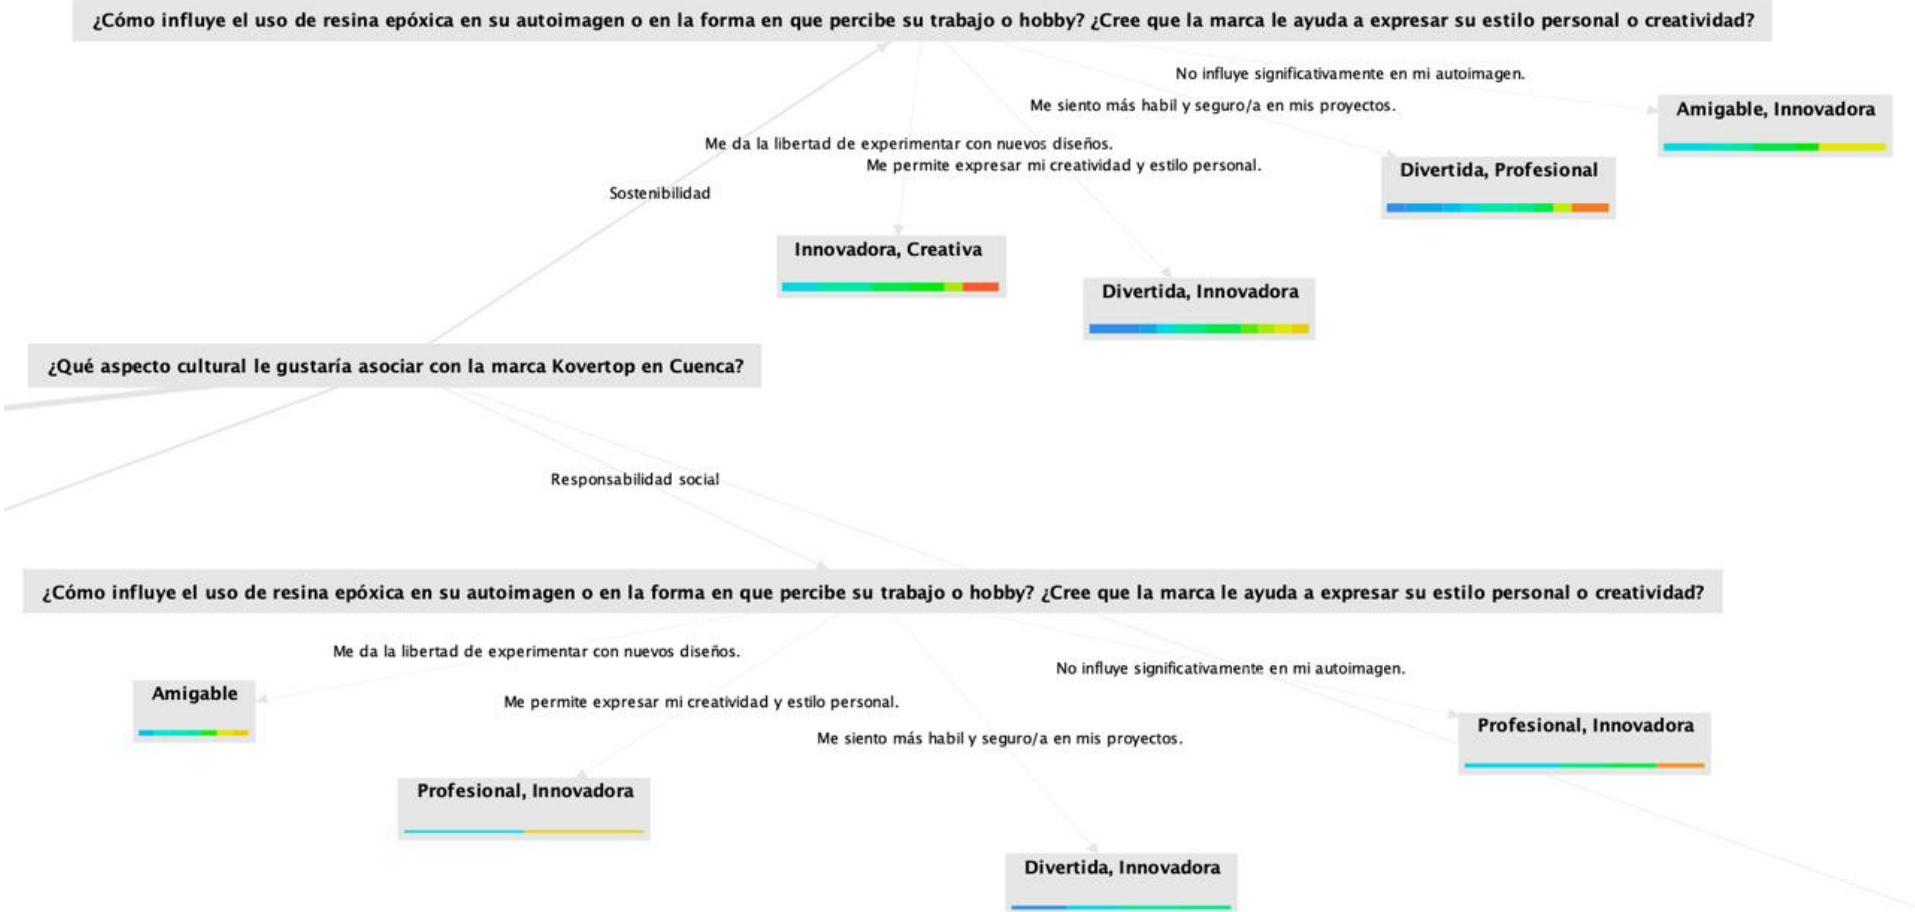 ¿Cómo influye el uso de resina epóxica en su autoimagen o en la forma en que percibe su trabajo o hobby? ¿Cree que la marca le ayuda a expresar su estilo personal o creatividad?
No influye significativamente en mi autoimagen.
Me siento más habil y seguro/a en mis proyectos.
Amigable, Innovadora
Me da la libertad de experimentar con nuevos diseños.
Me permite expresar mi creatividad y estilo personal.
Divertida, Profesional
Sostenibilidad
Innovadora, Creativa
Divertida, Innovadora
¿Qué aspecto cultural le gustaría asociar con la marca Kovertop en Cuenca?
Responsabilidad social
¿Cómo influye el uso de resina epóxica en su autoimagen o en la forma en que percibe su trabajo o hobby? ¿Cree que la marca le ayuda a expresar su estilo personal o creatividad?
Me da la libertad de experimentar con nuevos diseños.
No influye significativamente en mi autoimagen.
Amigable
Me permite expresar mi creatividad y estilo personal.
Profesional, Innovadora
Me siento más habil y seguro/a en mis proyectos.
Profesional, Innovadora
Divertida, Innovadora